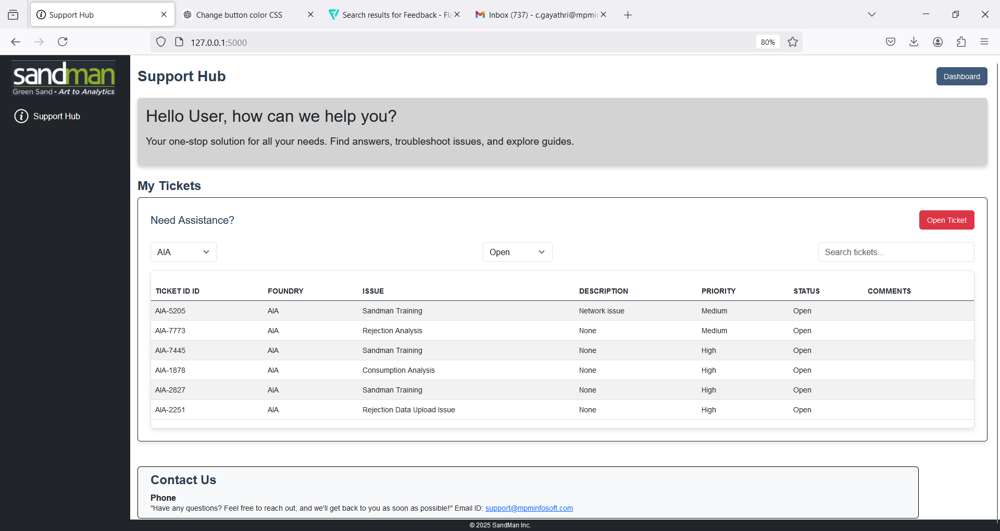 Support Hub
Change button color CSS
Search results for Feedback - Fla
Inbox (737) - c.gayathri@mpmin
127.0.0.1:5000
80%
sandman
Green Sand - Art to Analytics
Support Hub
Support Hub
Dashboard
Hello User, how can we help you?
Your one-stop solution for all your needs. Find answers, troubleshoot issues, and explore guides.
My Tickets
Need Assistance?
Open Ticket
AIA
Open
Search tickets...
TICKET ID ID FOUNDRY ISSUE DESCRIPTION PRIORITY STATUS COMMENTS
AIA-5205 AIA Sandman Training Network issue Medium Open
AIA-7773 AIA Rejection Analysis None Medium Open
AIA-7445 AIA Sandman Training None High Open
AIA-1878 AIA Consumption Analysis None High Open
AIA-2827 AIA Sandman Training None High Open
AIA-2251 AIA Rejection Data Upload Issue None High Open
Contact Us
Phone
"Have any questions? Feel free to reach out, and we'll get back to you as soon as possible!" Email ID: support@mpminfosoft.com
© 2025 SandMan Inc.